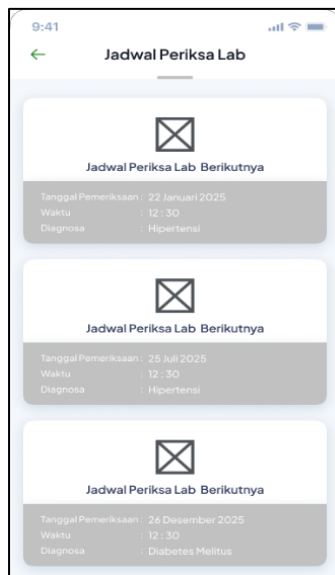 9:41
Jadwal Periksa Lab
Jadwal Periksa Lab Berikutnya
Tanggal Pemeriksaan : 22 Januari 2025
Waktu : 12 : 30
Diagnosa : Hipertensi
Jadwal Periksa Lab Berikutnya
Tanggal Pemeriksaan : 25 Juli 2025
Waktu : 12 : 30
Diagnosa : Hipertensi
Jadwal Periksa Lab Berikutnya
Tanggal Pemeriksaan : 26 Desember 2025
Waktu : 12 : 30
Diagnosa : Diabetes Melitus